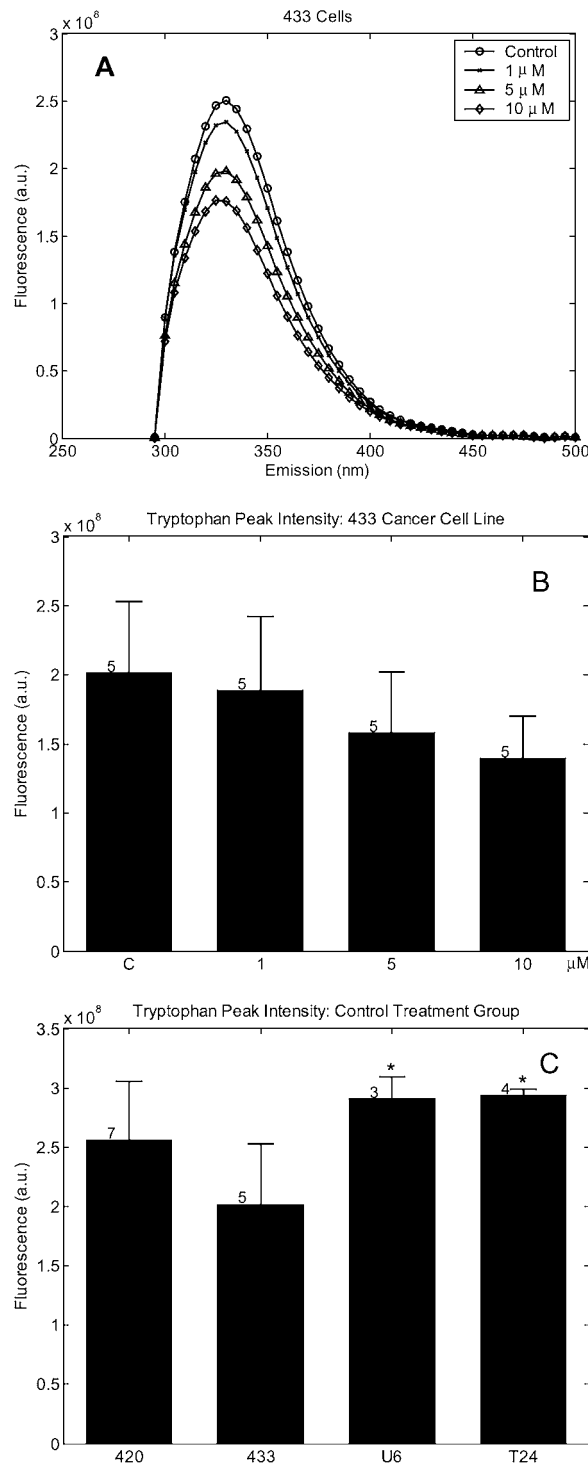 433 Cells
x 10⁸
A
Control
1 μ M
5 μ M
10 μ M
Fluorescence (a.u.)
3
2.5
2
1.5
1
0.5
0
250 300 350 400 450 500
Emission (nm)
Tryptophan Peak Intensity: 433 Cancer Cell Line
x 10⁸
B
Fluorescence (a.u.)
3
2.5
2
1.5
1
0.5
0
5 5 5 5
C 1 5 10 μM
Tryptophan Peak Intensity: Control Treatment Group
x 10⁸
C
Fluorescence (a.u.)
3.5
3
2.5
2
1.5
1
0.5
0
* *
7 5 3 4
420 433 U6 T24